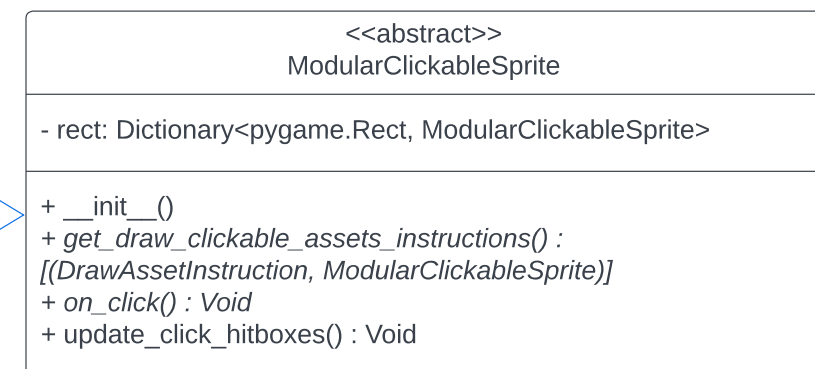 <<abstract>>
ModularClickableSprite
- rect: Dictionary<pygame.Rect, ModularClickableSprite>
+ __init__()
+ get_draw_clickable_assets_instructions() :
[(DrawAssetInstruction, ModularClickableSprite)]
+ on_click() : Void
+ update_click_hitboxes() : Void